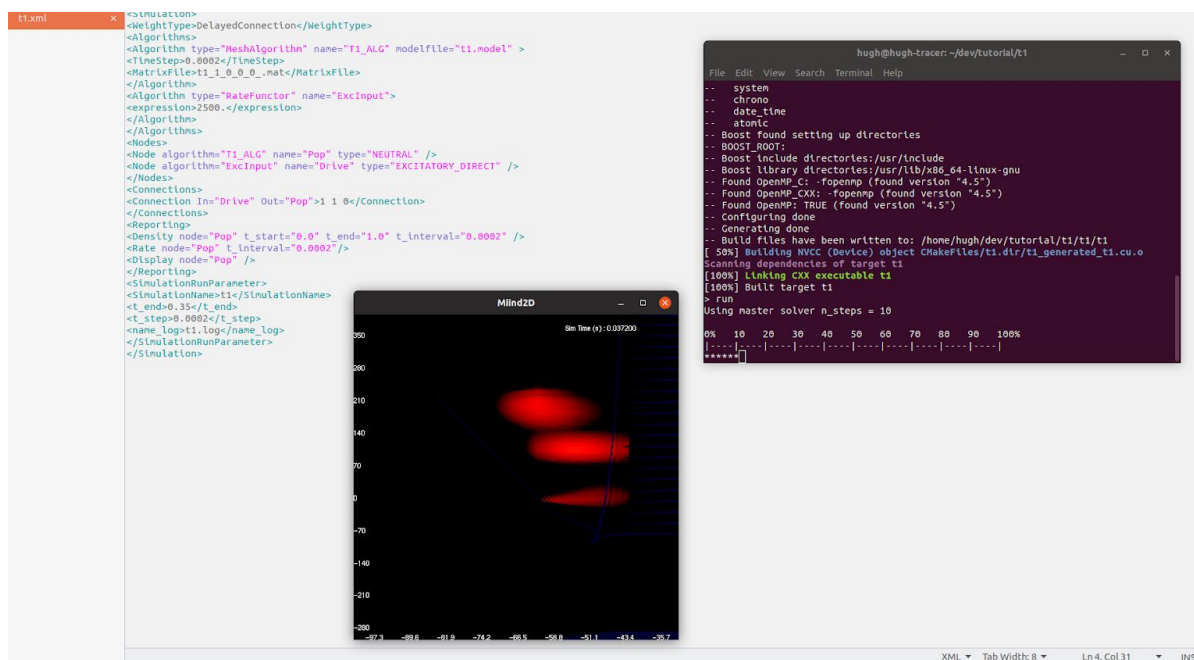 t1.xml ×
<Simulation>
<WeightType>DelayedConnection</WeightType>
<Algorithms>
<Algorithm type="MeshAlgorithm" name="T1_ALG" modelfile="t1.model" >
<TimeStep>0.0002</TimeStep>
<MatrixFile>t1_1_0_0_0_.mat</MatrixFile>
</Algorithm>
<Algorithm type="RateFunctor" name="ExcInput">
<expression>2500.</expression>
</Algorithm>
</Algorithms>
<Nodes>
<Node algorithm="T1_ALG" name="Pop" type="NEUTRAL" />
<Node algorithm="ExcInput" name="Drive" type="EXCITATORY_DIRECT" />
</Nodes>
<Connections>
<Connection In="Drive" Out="Pop">1 1 0</Connection>
</Connections>
<Reporting>
<Density node="Pop" t_start="0.0" t_end="1.0" t_interval="0.0002" />
<Rate node="Pop" t_interval="0.0002"/>
<Display node="Pop" />
</Reporting>
<SimulationRunParameter>
<SimulationName>t1</SimulationName>
<t_end>0.35</t_end>
<t_step>0.0002</t_step>
<name_log>t1.log</name_log>
</SimulationRunParameter>
</Simulation>
hugh@hugh-tracer: ~/dev/tutorial/t1
File Edit View Search Terminal Help
-- system
-- chrono
-- date_time
-- atomic
-- Boost found setting up directories
-- BOOST_ROOT:
-- Boost include directories:/usr/include
-- Boost library directories:/usr/lib/x86_64-linux-gnu
-- Found OpenMP_C: -fopenmp (found version "4.5")
-- Found OpenMP_CXX: -fopenmp (found version "4.5")
-- Found OpenMP: TRUE (found version "4.5")
-- Configuring done
-- Generating done
-- Build files have been written to: /home/hugh/dev/tutorial/t1/t1/t1
[ 50%] Building NVCC (Device) object CMakeFiles/t1.dir/t1_generated_t1.cu.o
Scanning dependencies of target t1
[100%] Linking CXX executable t1
[100%] Built target t1
> run
Using master solver n_steps = 10
0% 10 20 30 40 50 60 70 80 90 100%
|----|----|----|----|----|----|----|----|----|----|
******
Miind2D
Sim Time (s) : 0.037200
350
280
210
140
70
0
-70
-140
-210
-280
-97.3 -89.6 -81.9 -74.2 -66.5 -58.8 -51.1 -43.4 -35.7
XML Tab Width: 8 Ln 4, Col 31 INS